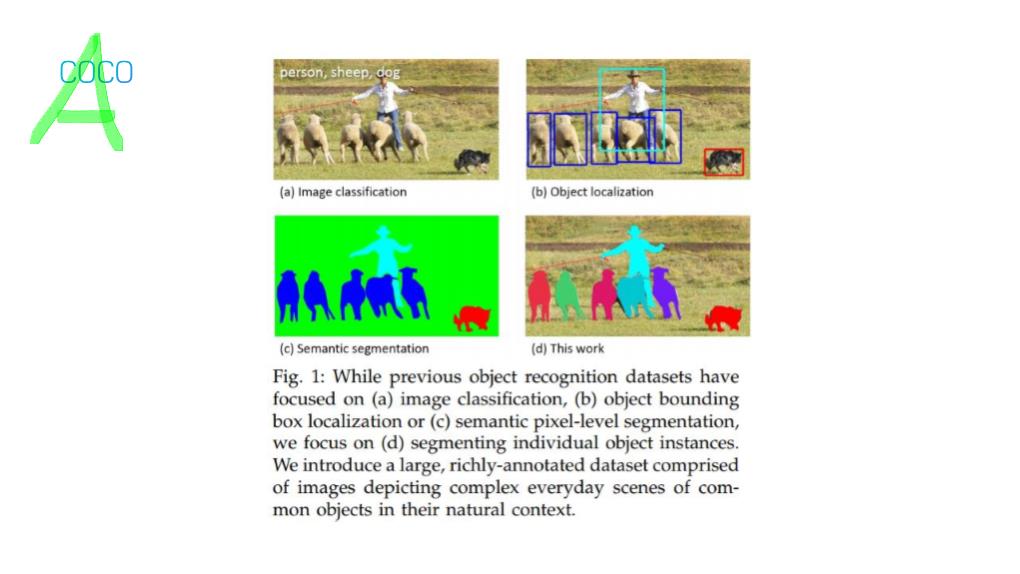 A
COCO
person, sheep, dog
(a) Image classification
(b) Object localization
(c) Semantic segmentation
(d) This work
Fig. 1: While previous object recognition datasets have
focused on (a) image classification, (b) object bounding
box localization or (c) semantic pixel-level segmentation,
we focus on (d) segmenting individual object instances.
We introduce a large, richly-annotated dataset comprised
of images depicting complex everyday scenes of com-
mon objects in their natural context.